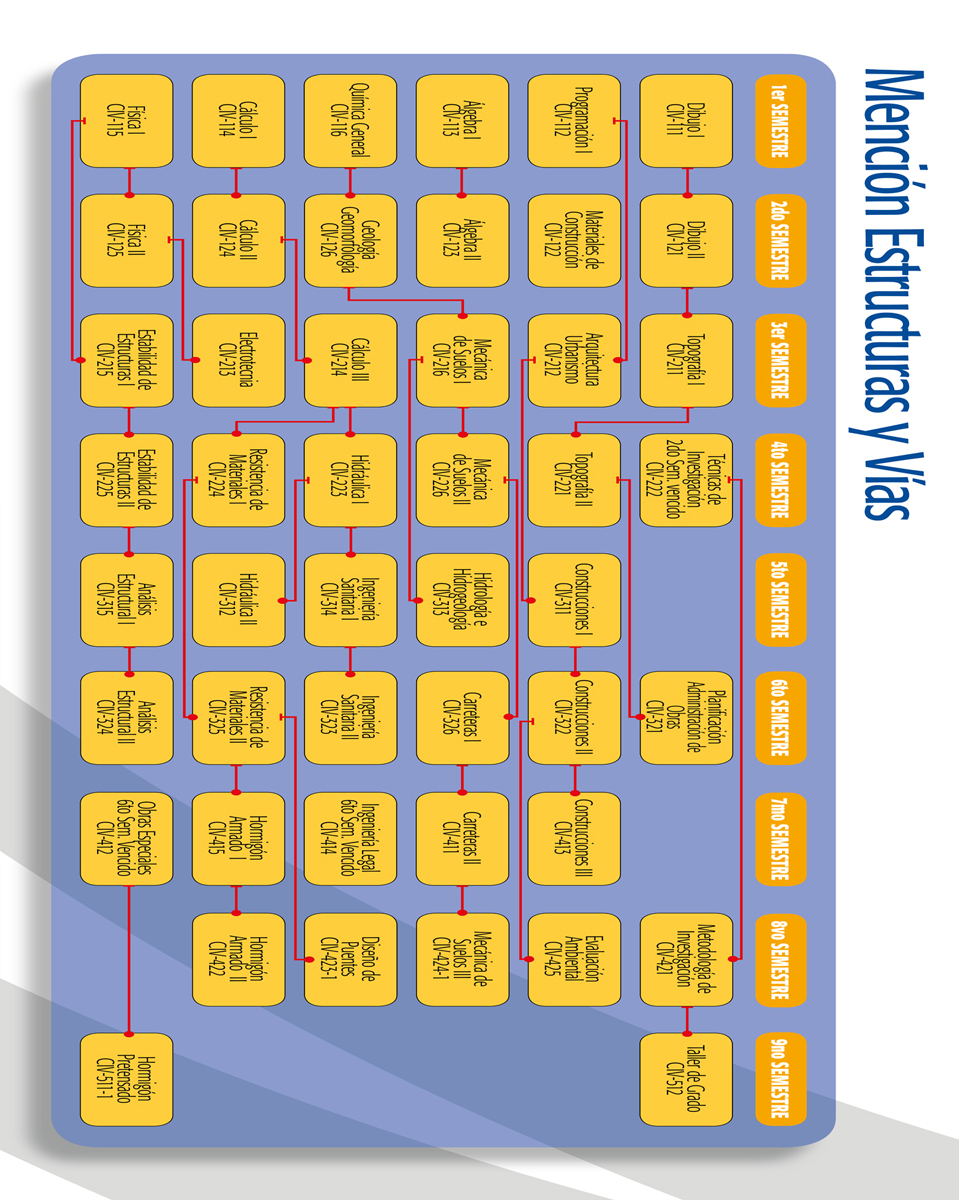 Mención Estructuras y Vías
1er SEMESTRE
2do SEMESTRE
3er SEMESTRE
4to SEMESTRE
5to SEMESTRE
6to SEMESTRE
7mo SEMESTRE
8vo SEMESTRE
9no SEMESTRE
Dibujo I
CIV-111
Dibujo II
CIV-121
Topografía I
CIV-211
Técnicas de
Investigación
2do Sem. vencido
CIV-222
Planificación
Administración de
Obras
CIV-321
Metodología de
Investigación
CIV-421
Taller de Grado
CIV-512
Programación I
CIV-112
Materiales de
Construcción
CIV-122
Arquitectura
Urbanismo
CIV-212
Topografía II
CIV-221
Construcciones I
CIV-311
Construciones II
CIV-322
Construcciones III
CIV-413
Evaluación
Ambiental
CIV-425
Álgebra I
CIV-113
Álgebra II
CIV-123
Mecánica
de Suelos I
CIV-216
Mecánica
de Suelos II
CIV-226
Hidrología e
Hidrogeología
CIV-313
Carreteras I
CIV-326
Carreteras II
CIV-411
Mecánica de
Suelos III
CIV-424-1
Química General
CIV-116
Geología
Geomorfología
CIV-126
Cálculo III
CIV-214
Hidráulica I
CIV-223
Ingeniería
Sanitaria I
CIV-314
Ingeniería
Sanitaria II
CIV-323
Ingeniería Legal
6to Sem. Vencido
CIV-414
Diseño de
Puentes
CIV-423-1
Cálculo I
CIV-114
Cálculo II
CIV-124
Electrotecnia
CIV-213
Resistencia de
Materiales I
CIV-224
Hidráulica II
CIV-312
Resistencia de
Materiales II
CIV-325
Hormigón
Armado I
CIV-415
Hormigón
Armado II
CIV-422
Física I
CIV-115
Física II
CIV-125
Estabilidad de
Estructuras I
CIV-215
Estabilidad de
Estructuras II
CIV-225
Análisis
Estructural I
CIV-315
Análisis
Estructural II
CIV-324
Obras Especiales
6to Sem. Vencido
CIV-412
Hormigón
Pretensado
CIV-511-1